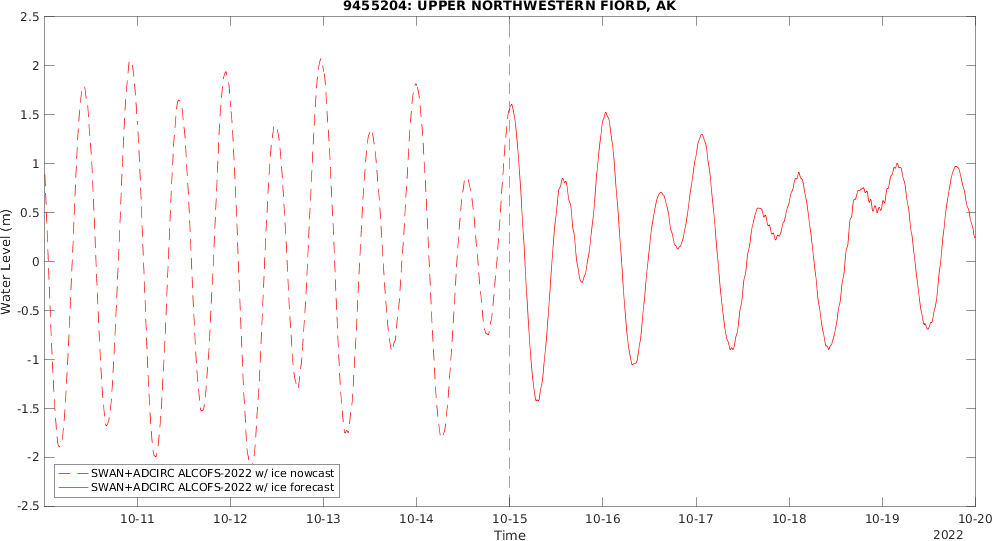 9455204: UPPER NORTHWESTERN FIORD, AK
2.5
2
1.5
1
0.5
0
-0.5
-1
-1.5
-2
-2.5
Water Level (m)
SWAN+ADCIRC ALCOFS-2022 w/ ice nowcast
SWAN+ADCIRC ALCOFS-2022 w/ ice forecast
10-11 10-12 10-13 10-14 10-15 10-16 10-17 10-18 10-19 10-20
Time
2022